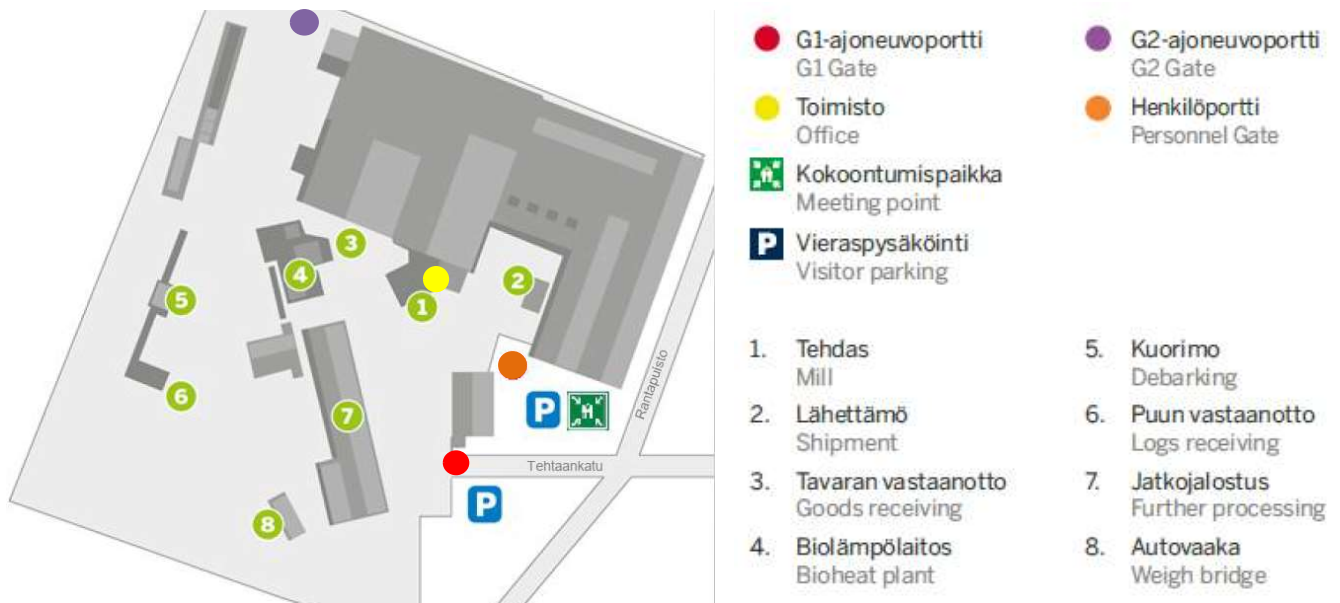 3
4
2
5
1
6
7
8
P
P
Rantapuisto
Tehtaankatu
G1-ajoneuvoportti
G1 Gate
Toimisto
Office
Kokoontumispaikka
Meeting point
P
Vieraspysäköinti
Visitor parking
G2-ajoneuvoportti
G2 Gate
Henkilöportti
Personnel Gate
1. Tehdas
Mill
2. Lähettämö
Shipment
3. Tavaran vastaanotto
Goods receiving
4. Biolämpölaitos
Bioheat plant
5. Kuorimo
Debarking
6. Puun vastaanotto
Logs receiving
7. Jatkojalostus
Further processing
8. Autovaaka
Weigh bridge